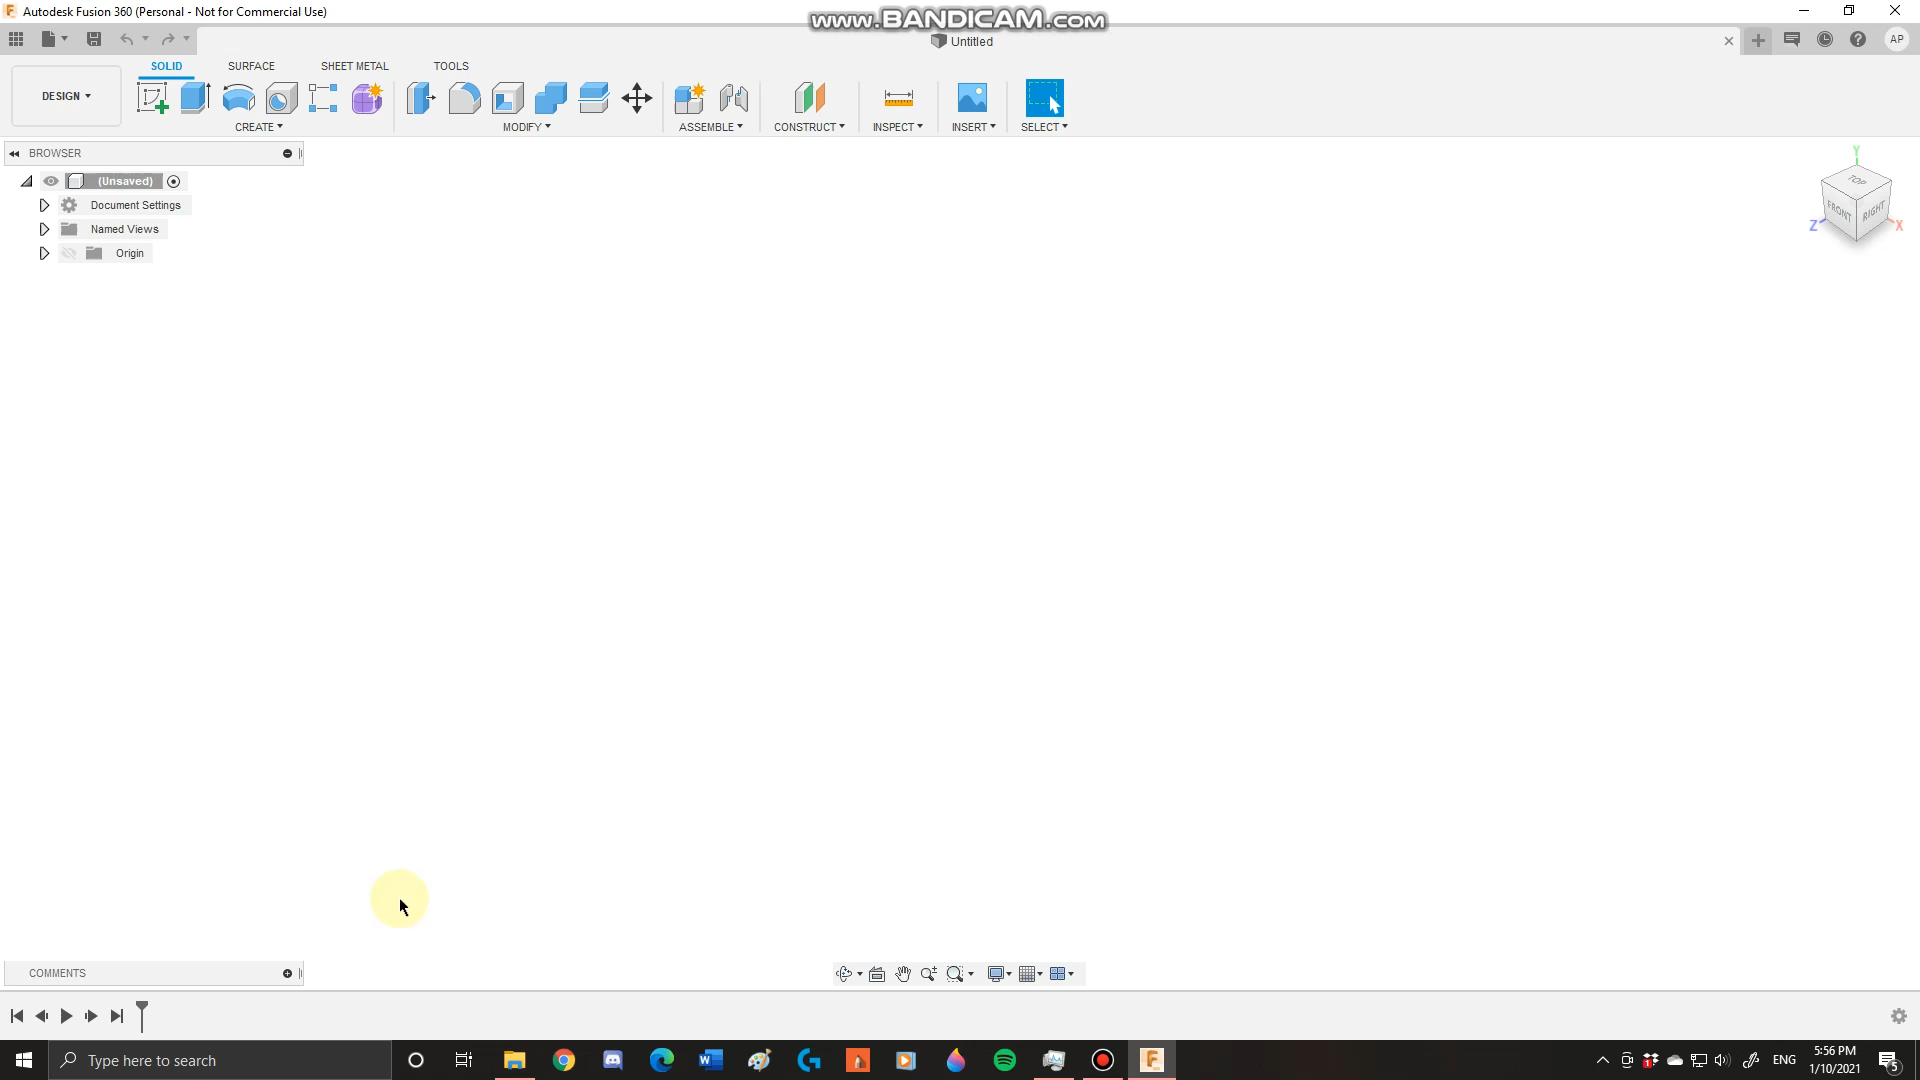 Autodesk Fusion 360 (Personal - Not for Commercial Use)
www.BANDICAM.com
Untitled
AP
SOLID
SURFACE
SHEET METAL
TOOLS
DESIGN
CREATE
MODIFY
ASSEMBLE
CONSTRUCT
INSPECT
INSERT
SELECT
BROWSER
(Unsaved)
Document Settings
Named Views
Origin
Y
TOP
FRONT
RIGHT
Z
X
COMMENTS
Type here to search
ENG
5:56 PM
1/10/2021
5